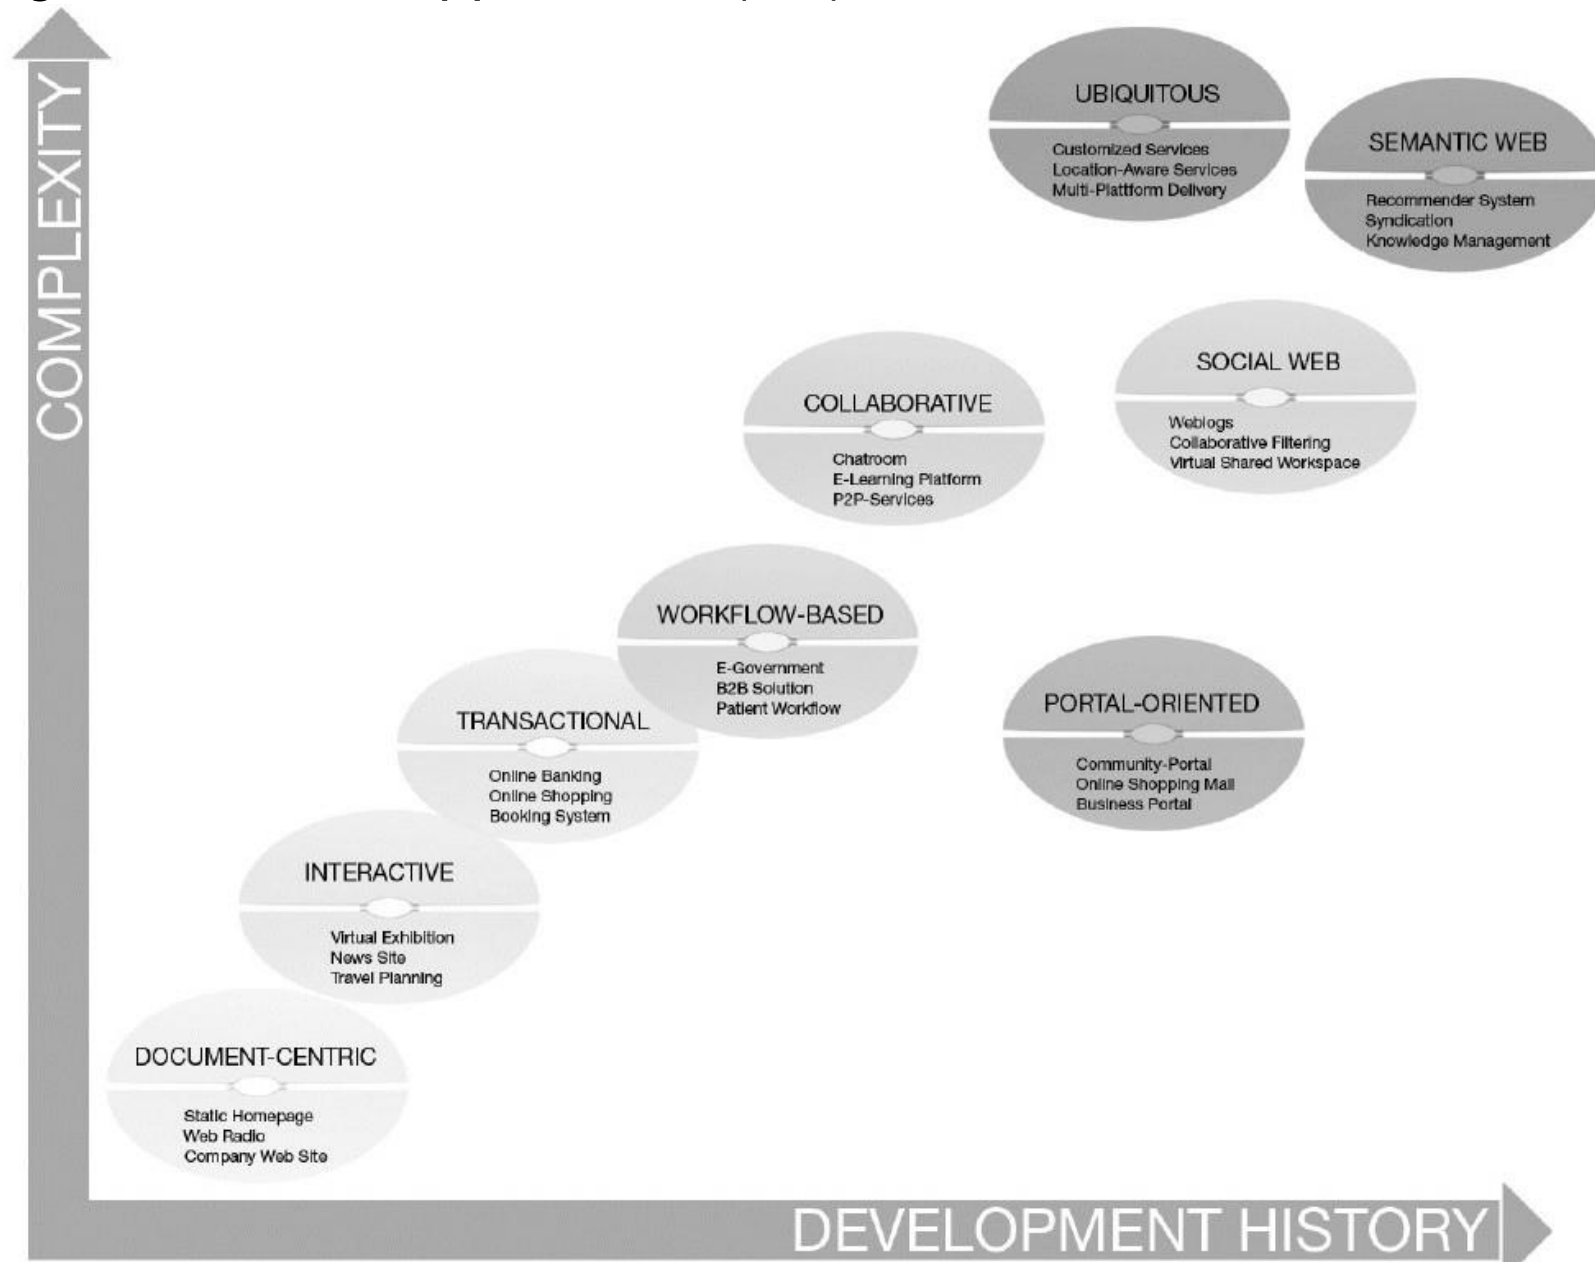 COMPLEXITY
UBIQUITOUS
Customized Services
Location-Aware Services
Multi-Plattform Delivery
SEMANTIC WEB
Recommender System
Syndication
Knowledge Management
SOCIAL WEB
Weblogs
Collaborative Filtering
Virtual Shared Workspace
COLLABORATIVE
Chatroom
E-Learning Platform
P2P-Services
WORKFLOW-BASED
E-Government
B2B Solution
Patient Workflow
PORTAL-ORIENTED
Community-Portal
Online Shopping Mall
Business Portal
TRANSACTIONAL
Online Banking
Online Shopping
Booking System
INTERACTIVE
Virtual Exhibition
News Site
Travel Planning
DOCUMENT-CENTRIC
Static Homepage
Web Radio
Company Web Site
DEVELOPMENT HISTORY